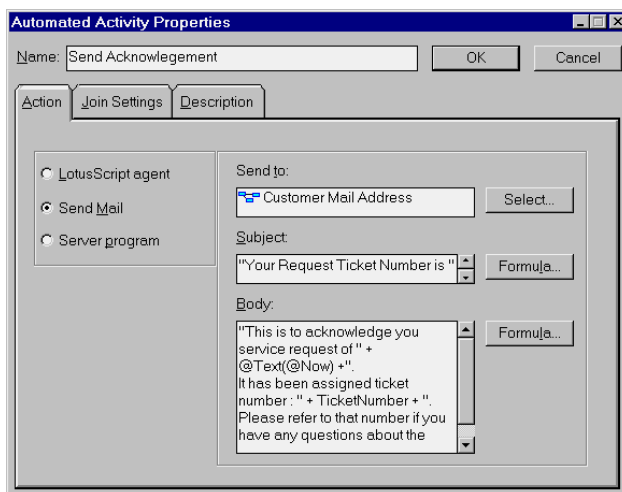 Automated Activity Properties
Name: Send Acknowlegement
OK
Cancel
Action
Join Settings
Description
LotusScript agent
Send Mail
Server program
Send to:
Customer Mail Address
Select...
Subject:
"Your Request Ticket Number is "
Formula...
Body:
"This is to acknowledge you
service request of " +
@Text(@Now) +".
It has been assigned ticket
number : " + TicketNumber + ".
Please refer to that number if you
have any questions about the
Formula...